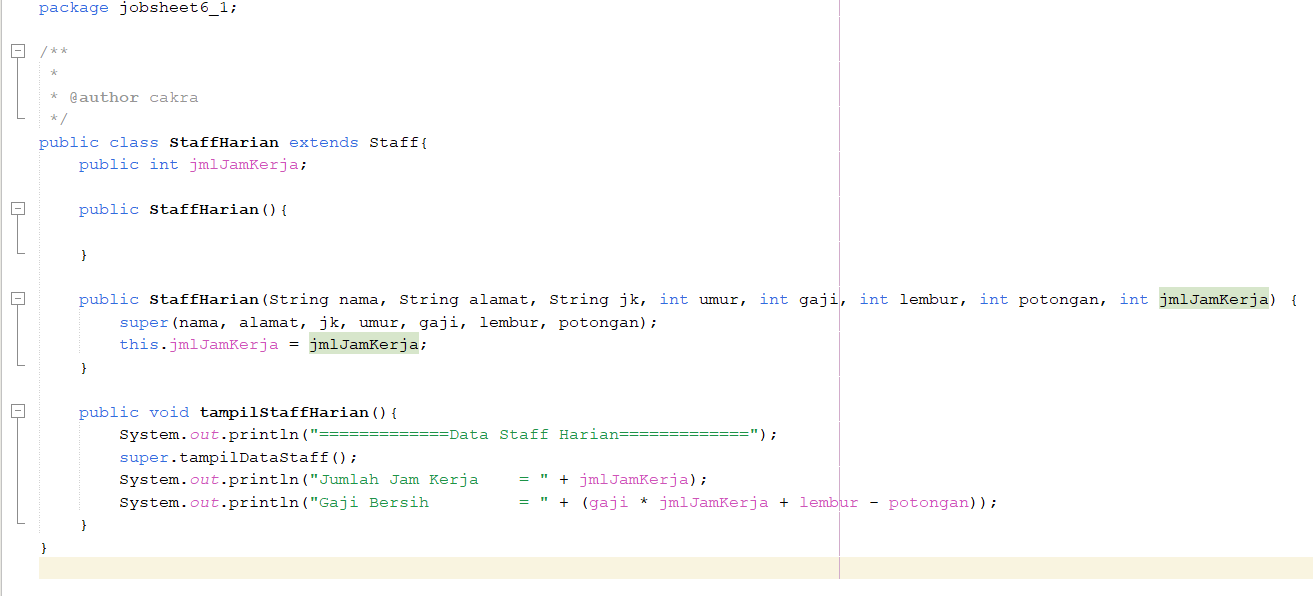 package jobsheet6_1;
/**
 *
 * @author cakra
 */
public class StaffHarian extends Staff{
    public int jmlJamKerja;
    public StaffHarian(){
    }
    public StaffHarian(String nama, String alamat, String jk, int umur, int gaji, int lembur, int potongan, int jmlJamKerja) {
        super(nama, alamat, jk, umur, gaji, lembur, potongan);
        this.jmlJamKerja = jmlJamKerja;
    }
    public void tampilStaffHarian(){
        System.out.println("=============Data Staff Harian=============");
        super.tampilDataStaff();
        System.out.println("Jumlah Jam Kerja    = " + jmlJamKerja);
        System.out.println("Gaji Bersih         = " + (gaji * jmlJamKerja + lembur - potongan));
    }
}